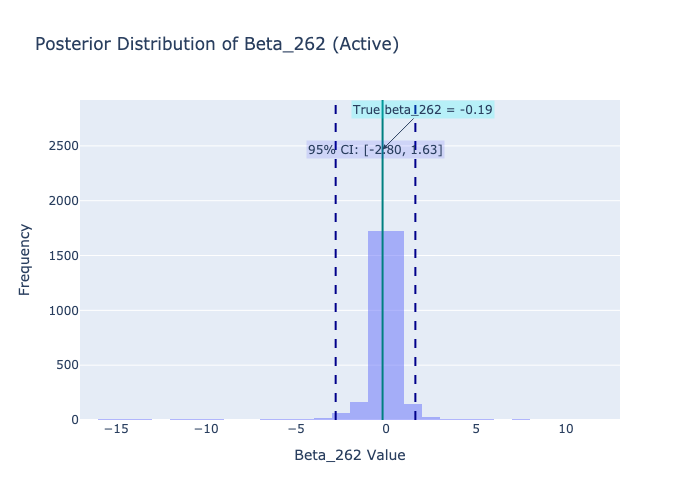 Posterior Distribution of Beta_262 (Active)
True beta_262 = -0.19
95% CI: [-2.80, 1.63]
2500
2000
1500
1000
500
0
Frequency
−15
−10
−5
0
5
10
Beta_262 Value